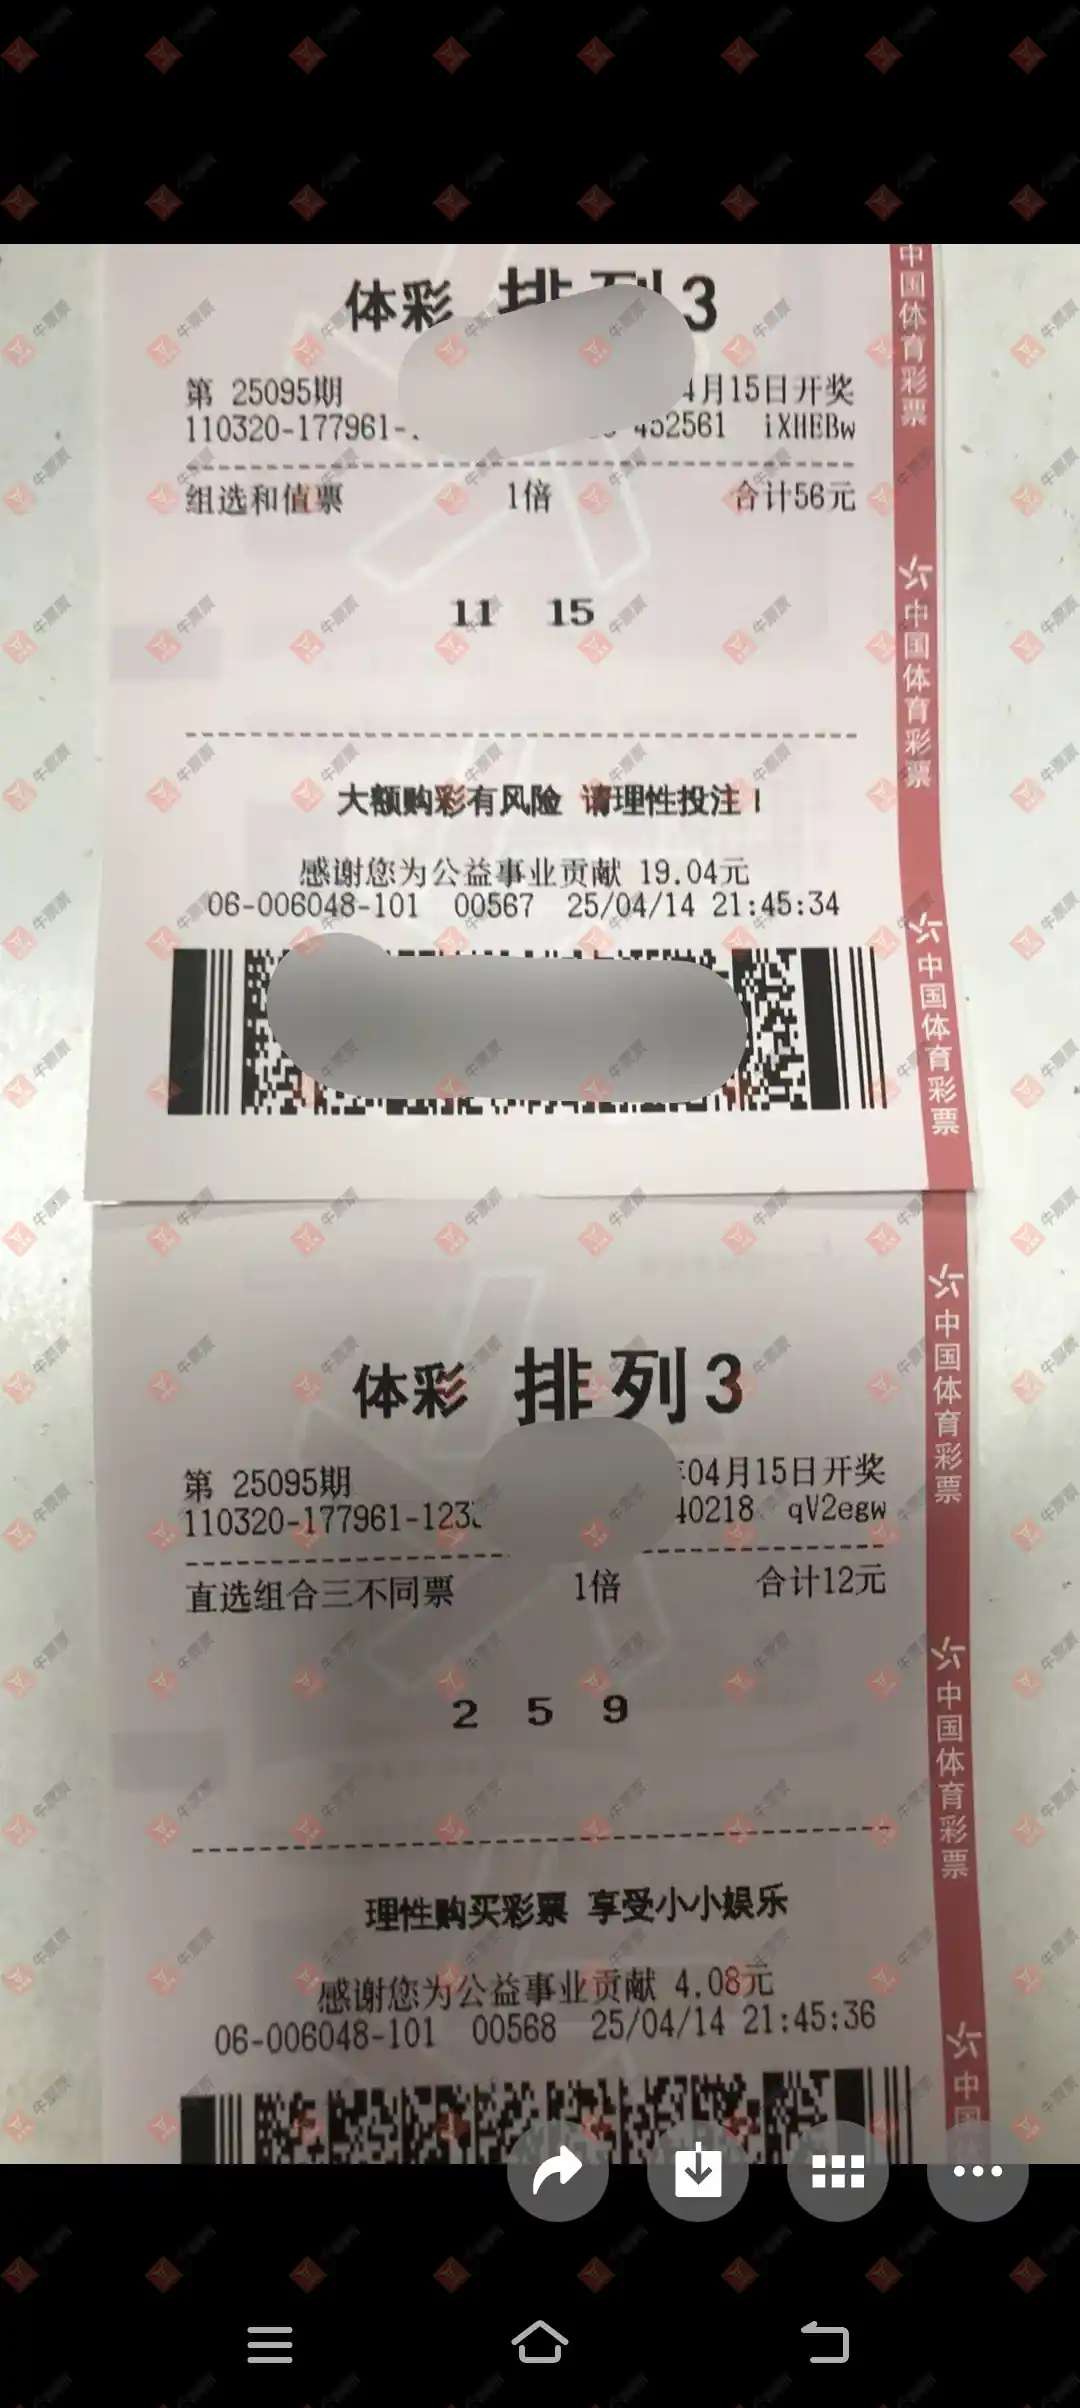 体彩 排列3
第 25095期 4月15日开奖
110320-177961- 452561 iXHEBw
组选和值票 1倍 合计56元
11 15
大额购彩有风险 请理性投注!
感谢您为公益事业贡献 19.04元
06-006048-101 00567 25/04/14 21:45:34
中国体育彩票
中国体育彩票
中国体育彩票
体彩 排列3
第 25095期 年04月15日开奖
110320-177961-123 40218 qV2egw
直选组合三不同票 1倍 合计12元
2 5 9
理性购买彩票 享受小小娱乐
感谢您为公益事业贡献 4.08元
06-006048-101 00568 25/04/14 21:45:36
中国体育彩票
中国体育彩票
中国
牛票票